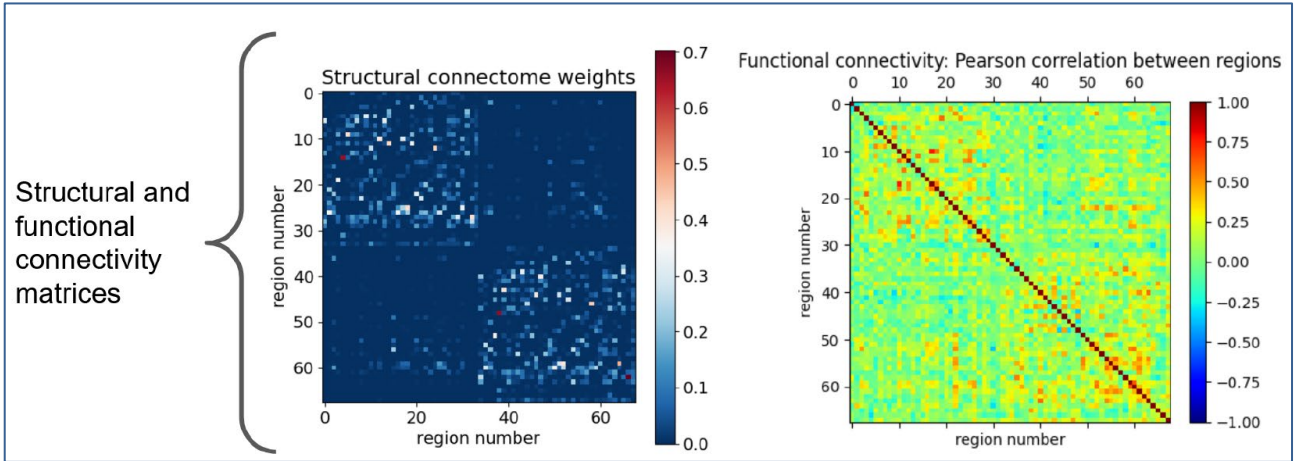 Structural and
functional
connectivity
matrices
Structural connectome weights
0
10
20
30
40
50
60
region number
0 20 40 60
region number
0.7
0.6
0.5
0.4
0.3
0.2
0.1
0.0
Functional connectivity: Pearson correlation between regions
0 10 20 30 40 50 60
0
10
20
30
40
50
60
region number
region number
1.00
0.75
0.50
0.25
0.00
−0.25
−0.50
−0.75
−1.00